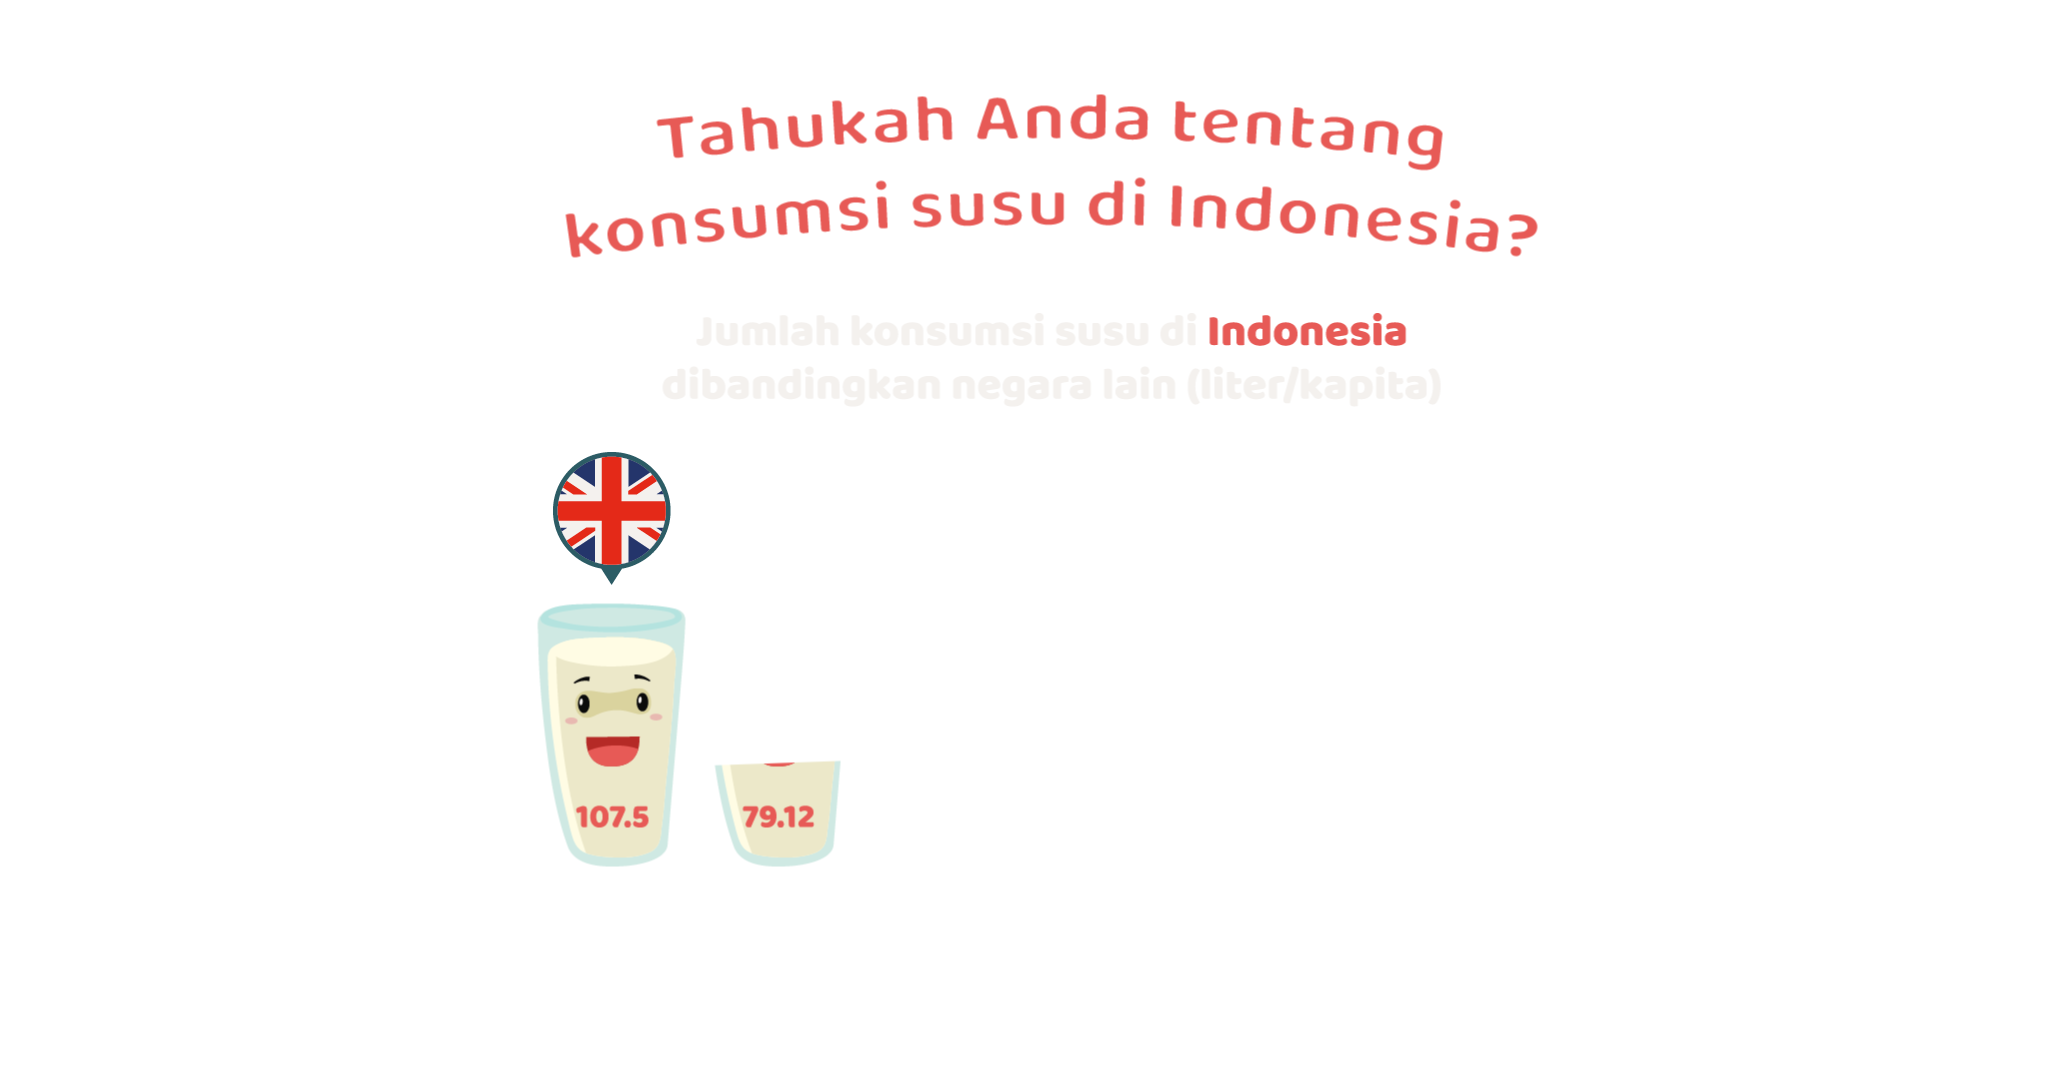 Tahukah Anda tentang
konsumsi susu di Indonesia?
Jumlah konsumsi susu di Indonesia
dibandingkan negara lain (liter/kapita)
107.5
79.12